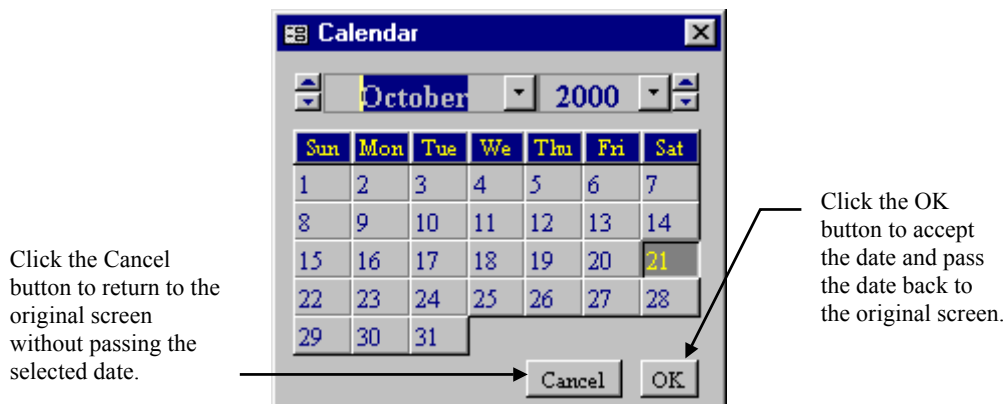 Calendar
October 2000
Sun Mon Tue We Thu Fri Sat
1 2 3 4 5 6 7
8 9 10 11 12 13 14
15 16 17 18 19 20 21
22 23 24 25 26 27 28
29 30 31
Cancel OK
Click the Cancel
button to return to the
original screen
without passing the
selected date.
Click the OK
button to accept
the date and pass
the date back to
the original screen.